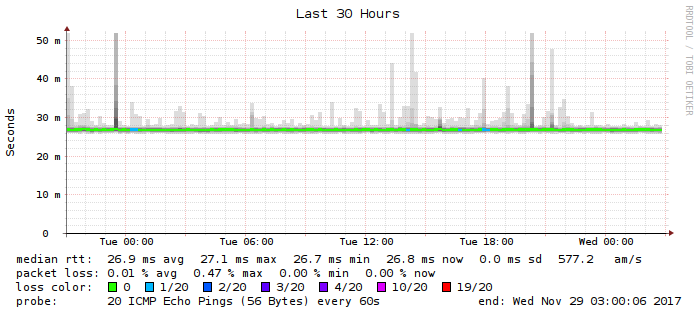 Last 30 Hours
RRDTOOL / TOBI OETIKER
Seconds
50 m
40 m
30 m
20 m
10 m
0
Tue 00:00 Tue 06:00 Tue 12:00 Tue 18:00 Wed 00:00
median rtt: 26.9 ms avg 27.1 ms max 26.7 ms min 26.8 ms now 0.0 ms sd 577.2 am/s
packet loss: 0.01 % avg 0.47 % max 0.00 % min 0.00 % now
loss color: 0 1/20 2/20 3/20 4/20 10/20 19/20
probe: 20 ICMP Echo Pings (56 Bytes) every 60s end: Wed Nov 29 03:00:06 2017